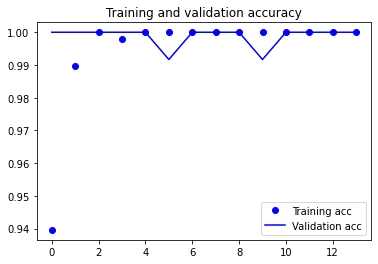 Training and validation accuracy
1.00
0.99
0.98
0.97
0.96
0.95
0.94
0 2 4 6 8 10 12
Training acc
Validation acc